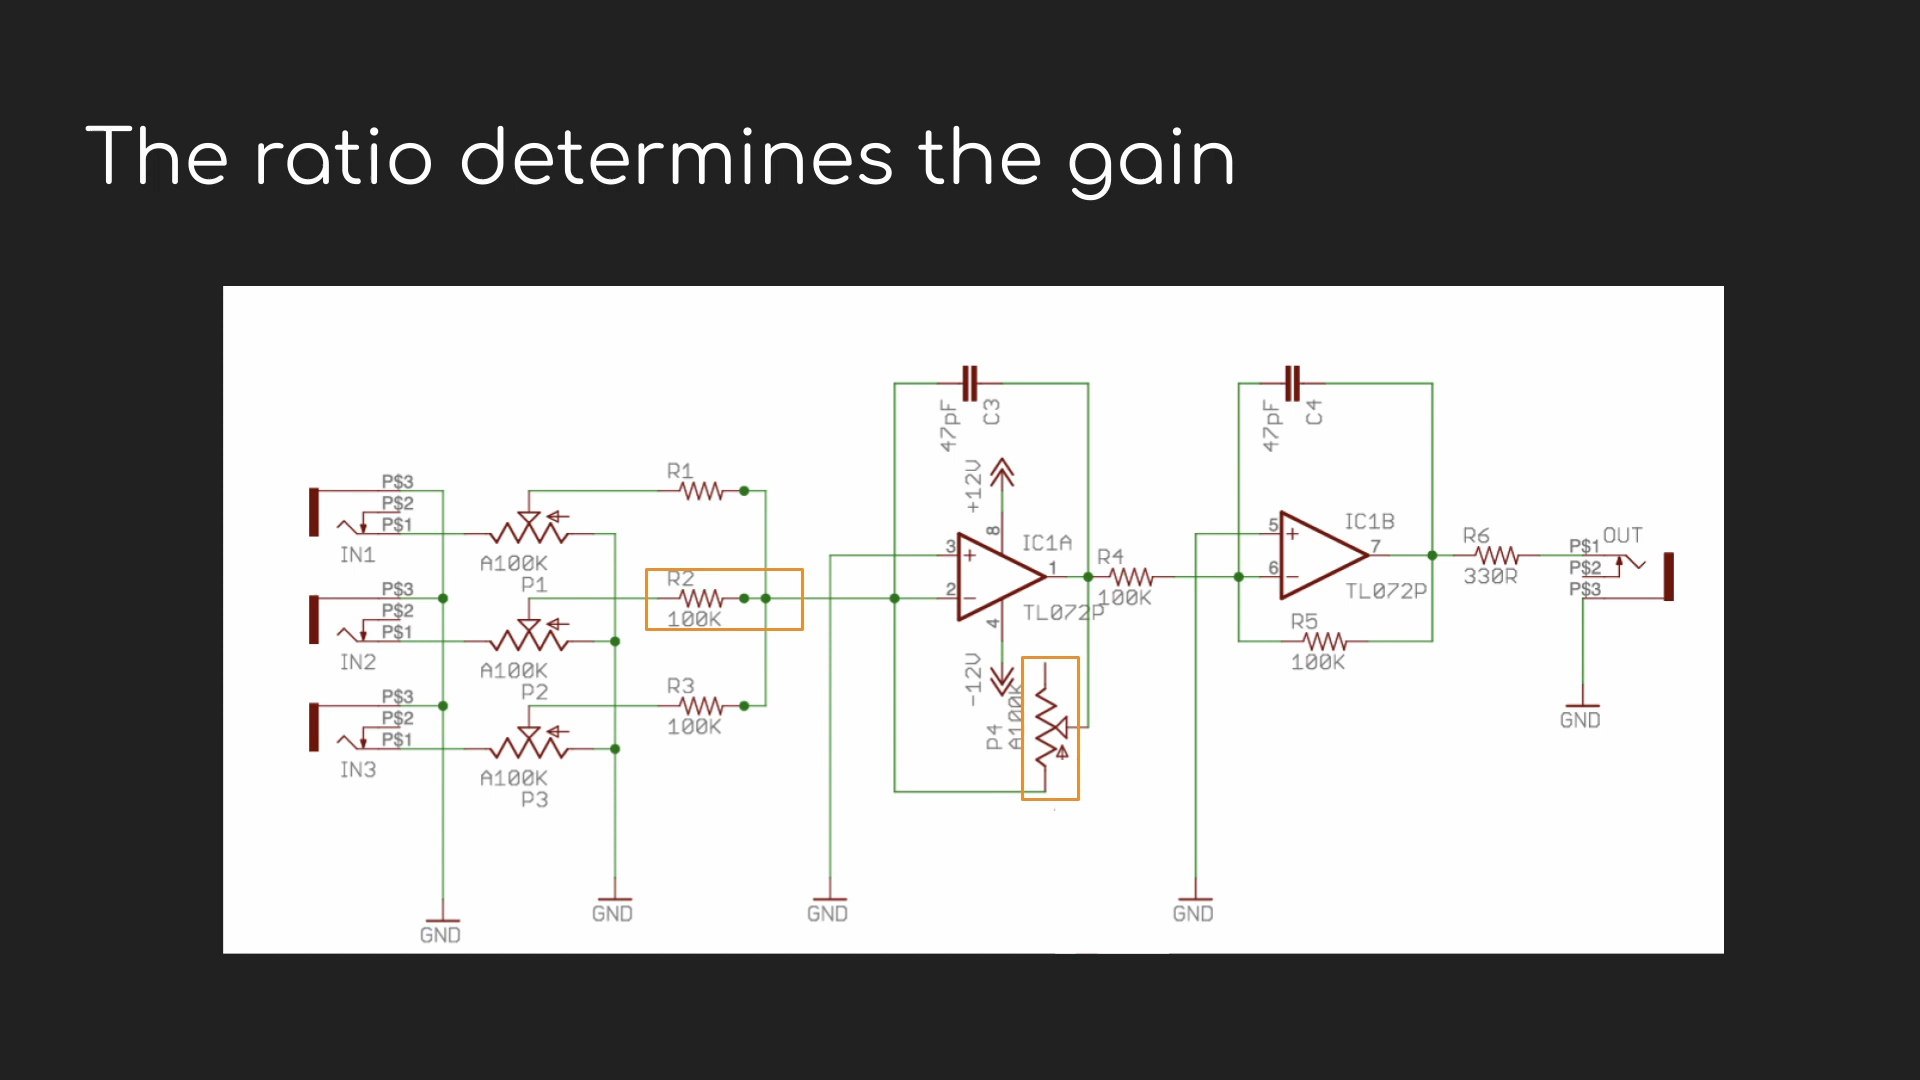 The ratio determines the gain
47pF
C3
47pF
C4
P$3
P$2
P$1
IN1
A100K
P1
R1
+12V
8
3
+
2
−
IC1A
1
TL072P
4
-12V
R4
100K
5
+
6
−
IC1B
7
TL072P
R5
100K
R6
330R
OUT
P$1
P$2
P$3
GND
P$3
P$2
P$1
IN2
A100K
P2
R2
100K
P$3
P$2
P$1
IN3
A100K
P3
R3
100K
P4
A100K
GND
GND
GND
GND